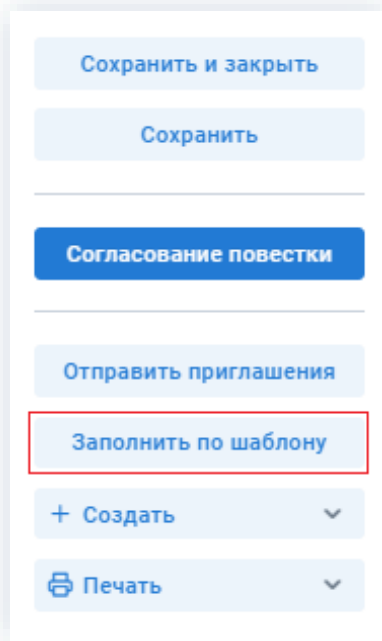 Сохранить и закрыть
Сохранить
Согласование повестки
Отправить приглашения
Заполнить по шаблону
+ Создать
Печать